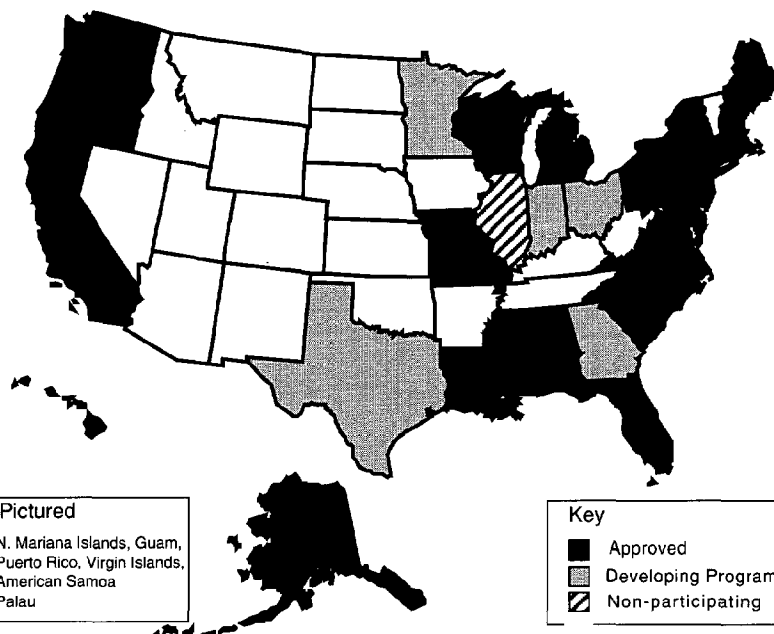 Pictured
N. Mariana Islands, Guam,
Puerto Rico, Virgin Islands,
American Samoa
Palau
Key
Approved
Developing Program
Non-participating